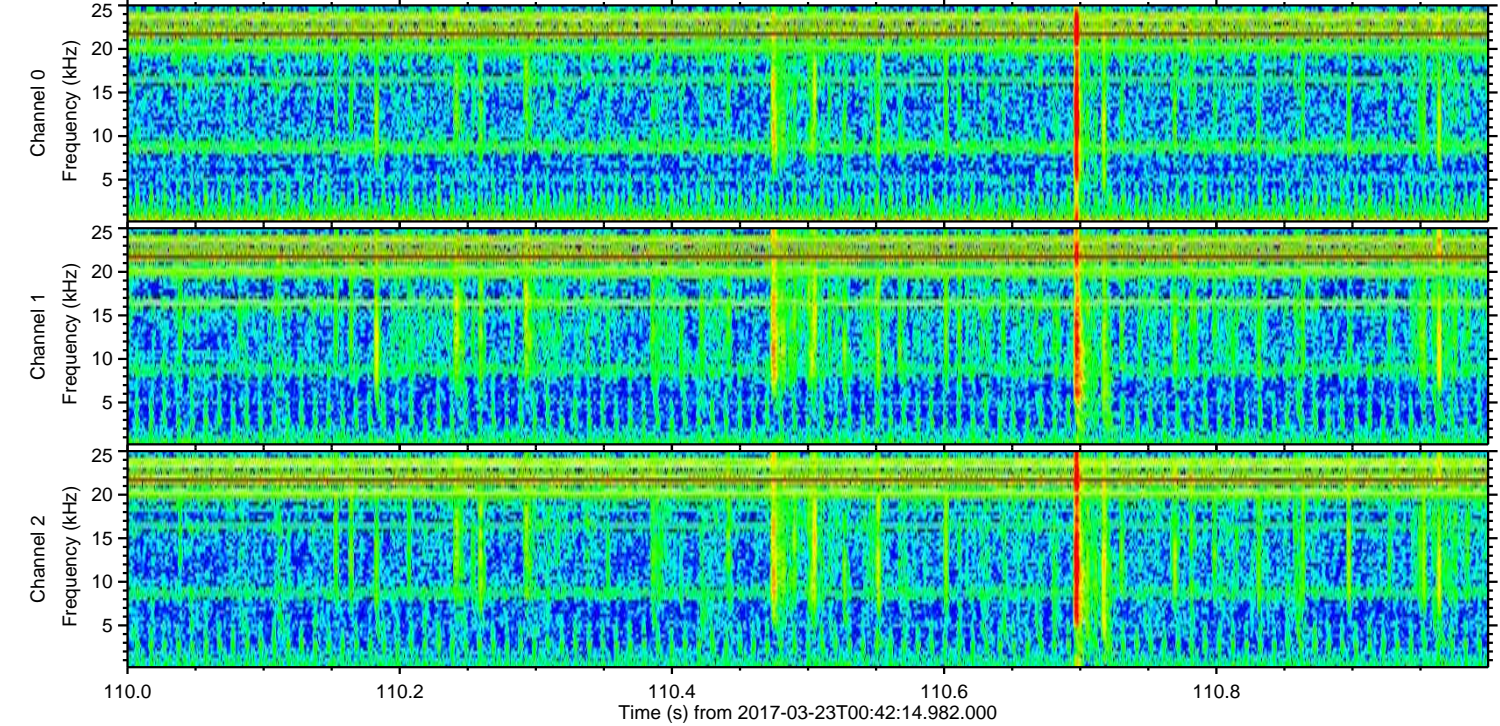 Channel 0
Frequency (kHz)
25
20
15
10
5
Channel 1
Frequency (kHz)
25
20
15
10
5
Channel 2
Frequency (kHz)
25
20
15
10
5
110.0 110.2 110.4 110.6 110.8
Time (s) from 2017-03-23T00:42:14.982.000